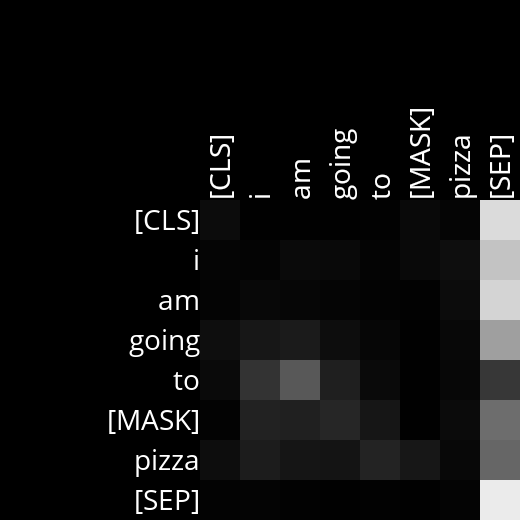 [CLS] i am going to [MASK] pizza [SEP]
[CLS]
i
am
going
to
[MASK]
pizza
[SEP]